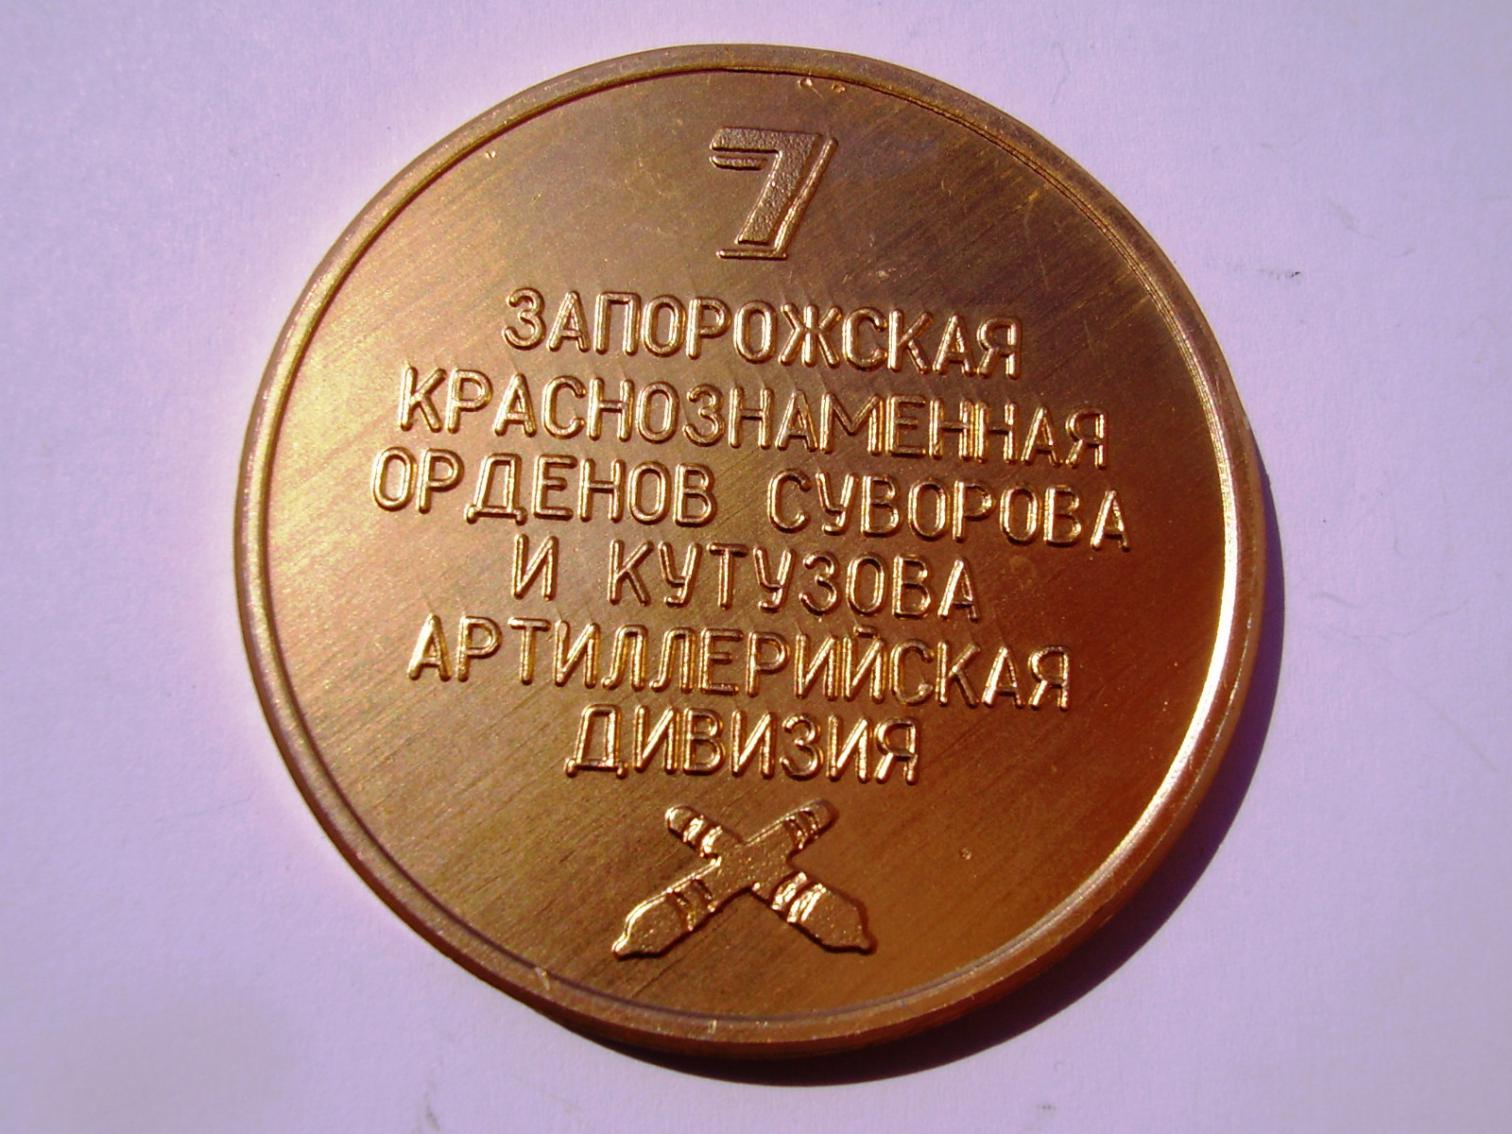 7
ЗАПОРОЖСКАЯ
КРАСНОЗНАМЕННАЯ
ОРДЕНОВ СУВОРОВА
И КУТУЗОВА
АРТИЛЛЕРИЙСКАЯ
ДИВИЗИЯ